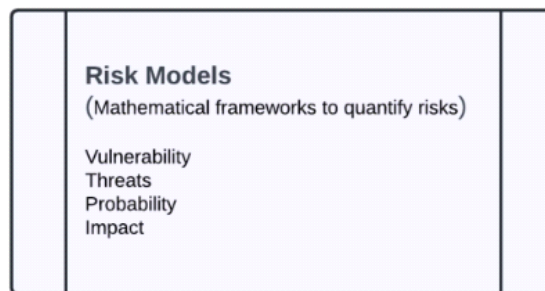 Risk Models
(Mathematical frameworks to quantify risks)
Vulnerability
Threats
Probability
Impact